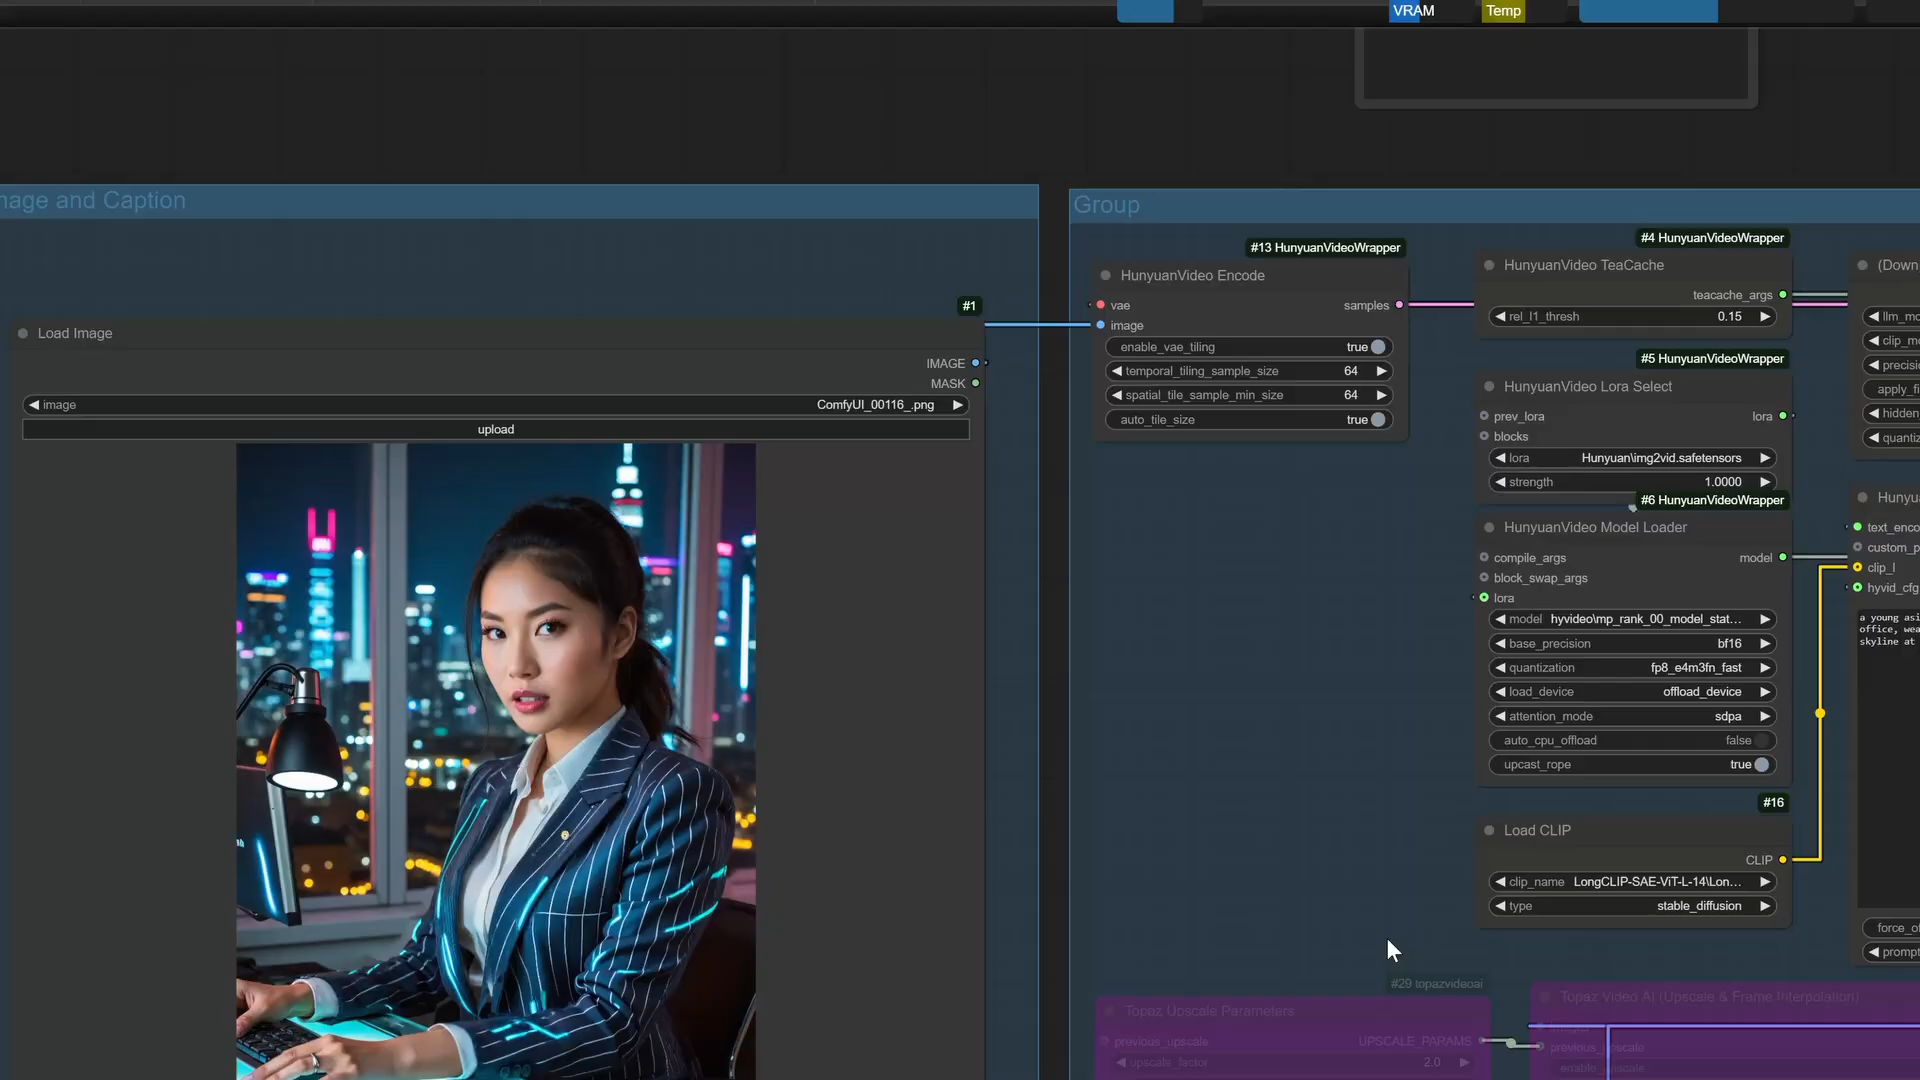 VRAM
Temp
mage and Caption
Group
#1
Load Image
IMAGE
MASK
image ComfyUI_00116_.png
upload
#13 HunyuanVideoWrapper
HunyuanVideo Encode
vae samples
image
enable_vae_tiling true
temporal_tiling_sample_size 64
spatial_tile_sample_min_size 64
auto_tile_size true
#4 HunyuanVideoWrapper
HunyuanVideo TeaCache
teacache_args
rel_l1_thresh 0.15
#5 HunyuanVideoWrapper
HunyuanVideo Lora Select
prev_lora lora
blocks
lora Hunyuan\img2vid.safetensors
strength 1.0000
#6 HunyuanVideoWrapper
HunyuanVideo Model Loader
compile_args model
block_swap_args
lora
model hyvideo\mp_rank_00_model_stat...
base_precision bf16
quantization fp8_e4m3fn_fast
load_device offload_device
attention_mode sdpa
auto_cpu_offload false
upcast_rope true
#16
Load CLIP
CLIP
clip_name LongCLIP-SAE-ViT-L-14\Lon...
type stable_diffusion
(Down
llm_mo
clip_mo
precisio
apply_fi
hidden
quantiz
Hunyu
text_enco
custom_p
clip_l
hyvid_cfg
a young asi
office, wea
skyline at
force_of
prompt
#29 topazvideoai
Topaz Upscale Parameters
previous_upscale UPSCALE_PARAMS
upscale_factor 2.0
Topaz Video AI (Upscale & Frame Interpolation)
previous_upscale
enable_upscale